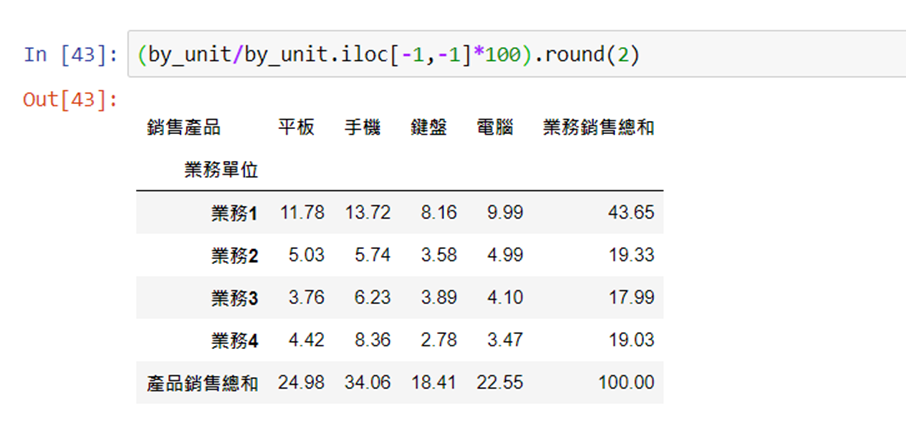 In [43]: (by_unit/by_unit.iloc[-1,-1]*100).round(2)
Out[43]:
銷售產品 平板 手機 鍵盤 電腦 業務銷售總和
業務單位
業務1 11.78 13.72 8.16 9.99 43.65
業務2 5.03 5.74 3.58 4.99 19.33
業務3 3.76 6.23 3.89 4.10 17.99
業務4 4.42 8.36 2.78 3.47 19.03
產品銷售總和 24.98 34.06 18.41 22.55 100.00